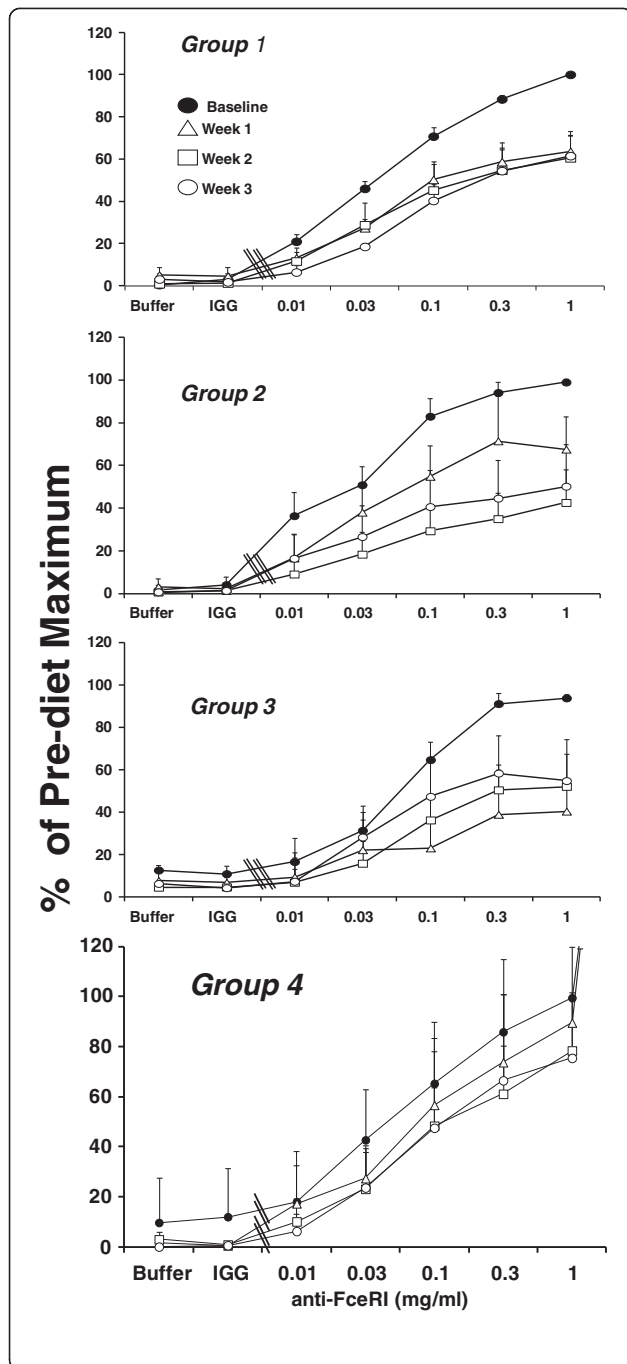 % of Pre-diet Maximum
Group 1
120
100
80
60
40
20
0
Baseline
Week 1
Week 2
Week 3
Buffer IGG 0.01 0.03 0.1 0.3 1
Group 2
120
100
80
60
40
20
0
Buffer IGG 0.01 0.03 0.1 0.3 1
Group 3
120
100
80
60
40
20
0
Buffer IGG 0.01 0.03 0.1 0.3 1
Group 4
120
100
80
60
40
20
0
Buffer IGG 0.01 0.03 0.1 0.3 1
anti-FceRI (mg/ml)